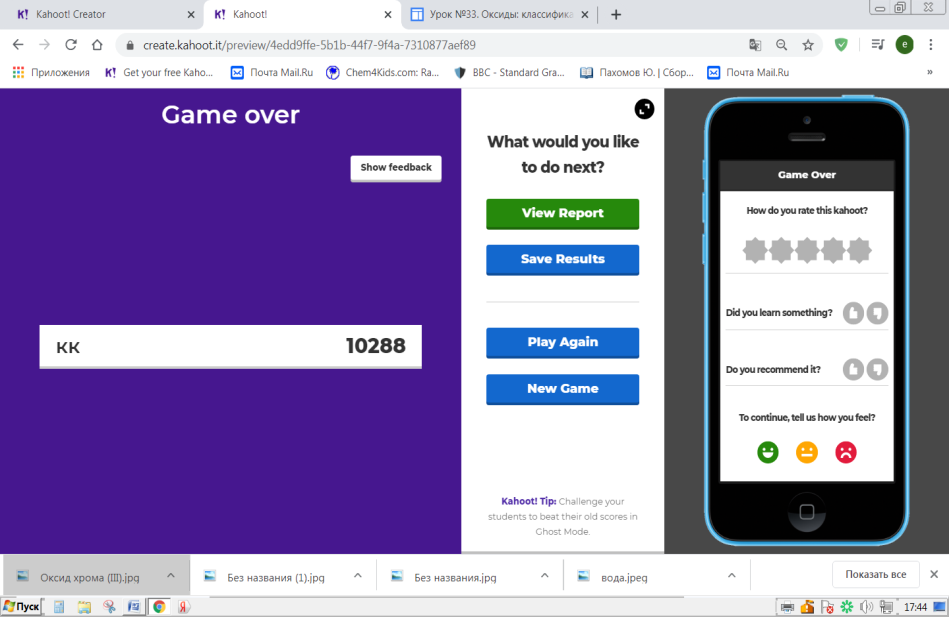 K! Kahoot! Creator
K! Kahoot!
Урок №33. Оксиды: классифика
create.kahoot.it/preview/4edd9ffe-5b1b-44f7-9f4a-7310877aef89
e
Приложения
K! Get your free Kaho...
Почта Mail.Ru
Chem4Kids.com: Ra...
BBC - Standard Gra...
Пахомов Ю. | Сбор...
Почта Mail.Ru
»
Game over
Show feedback
КК 10288
What would you like
to do next?
View Report
Save Results
Play Again
New Game
Kahoot! Tip: Challenge your
students to beat their old scores in
Ghost Mode.
Game Over
How do you rate this kahoot?
Did you learn something?
Do you recommend it?
To continue, tell us how you feel?
Оксид хрома (III).jpg
Без названия (1).jpg
Без названия.jpg
вода.jpeg
Показать все
Пуск
17:44